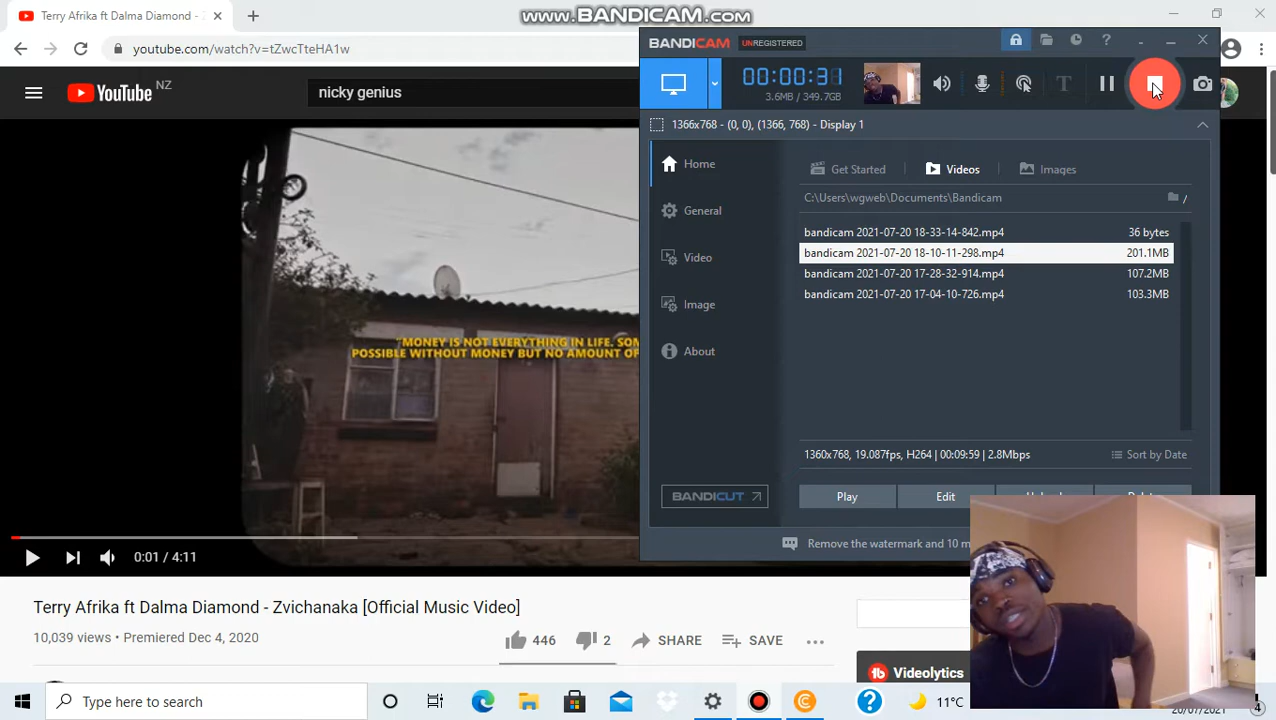 Terry Afrika ft Dalma Diamond -
www.BANDICAM.com
youtube.com/watch?v=tZwcTteHA1w
YouTube NZ
nicky genius
BANDICAM UNREGISTERED
00:00:31
3.6MB / 349.7GB
1366x768 - (0, 0), (1366, 768) - Display 1
Home
General
Video
Image
About
BANDICUT
Get Started
Videos
Images
C:\Users\wgweb\Documents\Bandicam
bandicam 2021-07-20 18-33-14-842.mp4 36 bytes
bandicam 2021-07-20 18-10-11-298.mp4 201.1MB
bandicam 2021-07-20 17-28-32-914.mp4 107.2MB
bandicam 2021-07-20 17-04-10-726.mp4 103.3MB
1360x768, 19.087fps, H264 | 00:09:59 | 2.8Mbps
Sort by Date
Play
Edit
Remove the watermark and 10 m
"MONEY IS NOT EVERYTHING IN LIFE. SOM
POSSIBLE WITHOUT MONEY BUT NO AMOUNT OF
0:01 / 4:11
Terry Afrika ft Dalma Diamond - Zvichanaka [Official Music Video]
10,039 views • Premiered Dec 4, 2020
446
2
SHARE
SAVE
Videolytics
Type here to search
11°C
20/07/2021